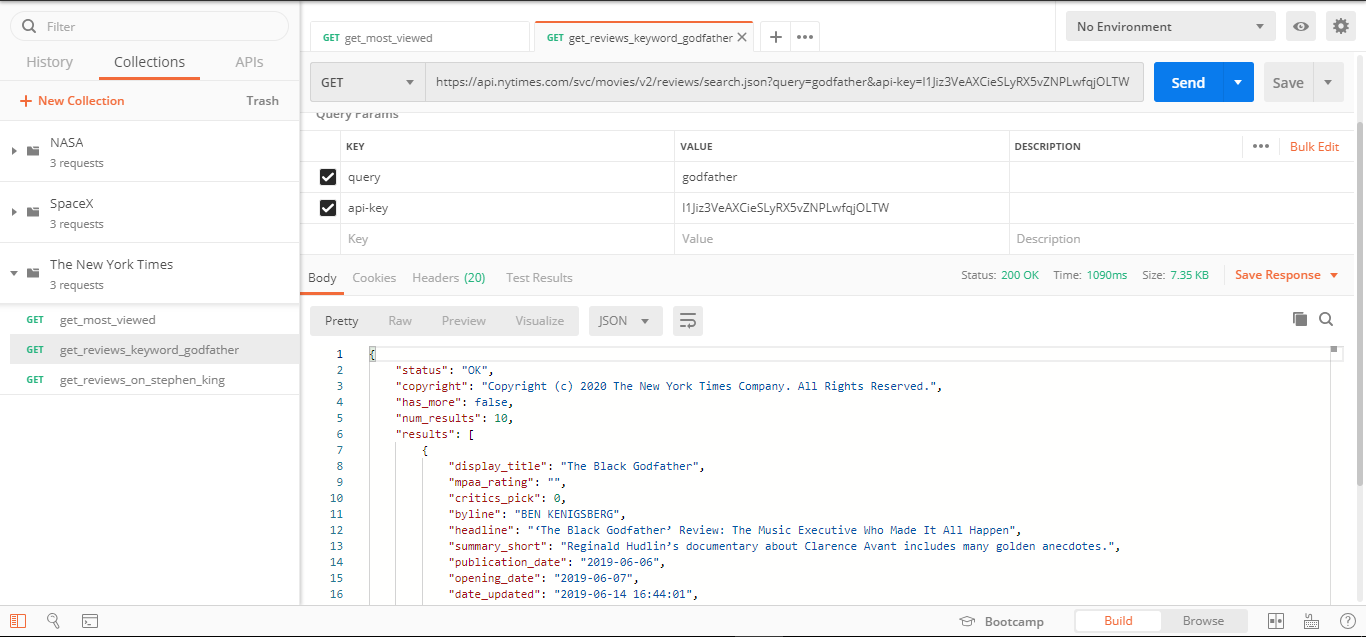 Filter
History Collections APIs
+ New Collection Trash
NASA
3 requests
SpaceX
3 requests
The New York Times
3 requests
GET get_most_viewed
GET get_reviews_keyword_godfather
GET get_reviews_on_stephen_king
GET get_most_viewed
GET get_reviews_keyword_godfather
No Environment
GET https://api.nytimes.com/svc/movies/v2/reviews/search.json?query=godfather&api-key=I1Jiz3VeAXCieSLyRX5vZNPLwfqjOLTW Send Save
Query Params
KEY VALUE DESCRIPTION ••• Bulk Edit
query godfather
api-key I1Jiz3VeAXCieSLyRX5vZNPLwfqjOLTW
Key Value Description
Body Cookies Headers (20) Test Results Status: 200 OK Time: 1090ms Size: 7.35 KB Save Response
Pretty Raw Preview Visualize JSON
1 {
2 "status": "OK",
3 "copyright": "Copyright (c) 2020 The New York Times Company. All Rights Reserved.",
4 "has_more": false,
5 "num_results": 10,
6 "results": [
7 {
8 "display_title": "The Black Godfather",
9 "mpaa_rating": "",
10 "critics_pick": 0,
11 "byline": "BEN KENIGSBERG",
12 "headline": "‘The Black Godfather’ Review: The Music Executive Who Made It All Happen",
13 "summary_short": "Reginald Hudlin’s documentary about Clarence Avant includes many golden anecdotes.",
14 "publication_date": "2019-06-06",
15 "opening_date": "2019-06-07",
16 "date_updated": "2019-06-14 16:44:01",
Bootcamp Build Browse